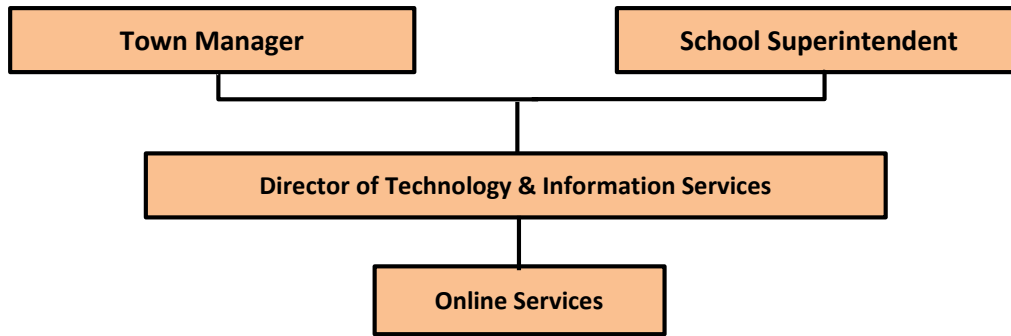 Town Manager
School Superintendent
Director of Technology & Information Services
Online Services